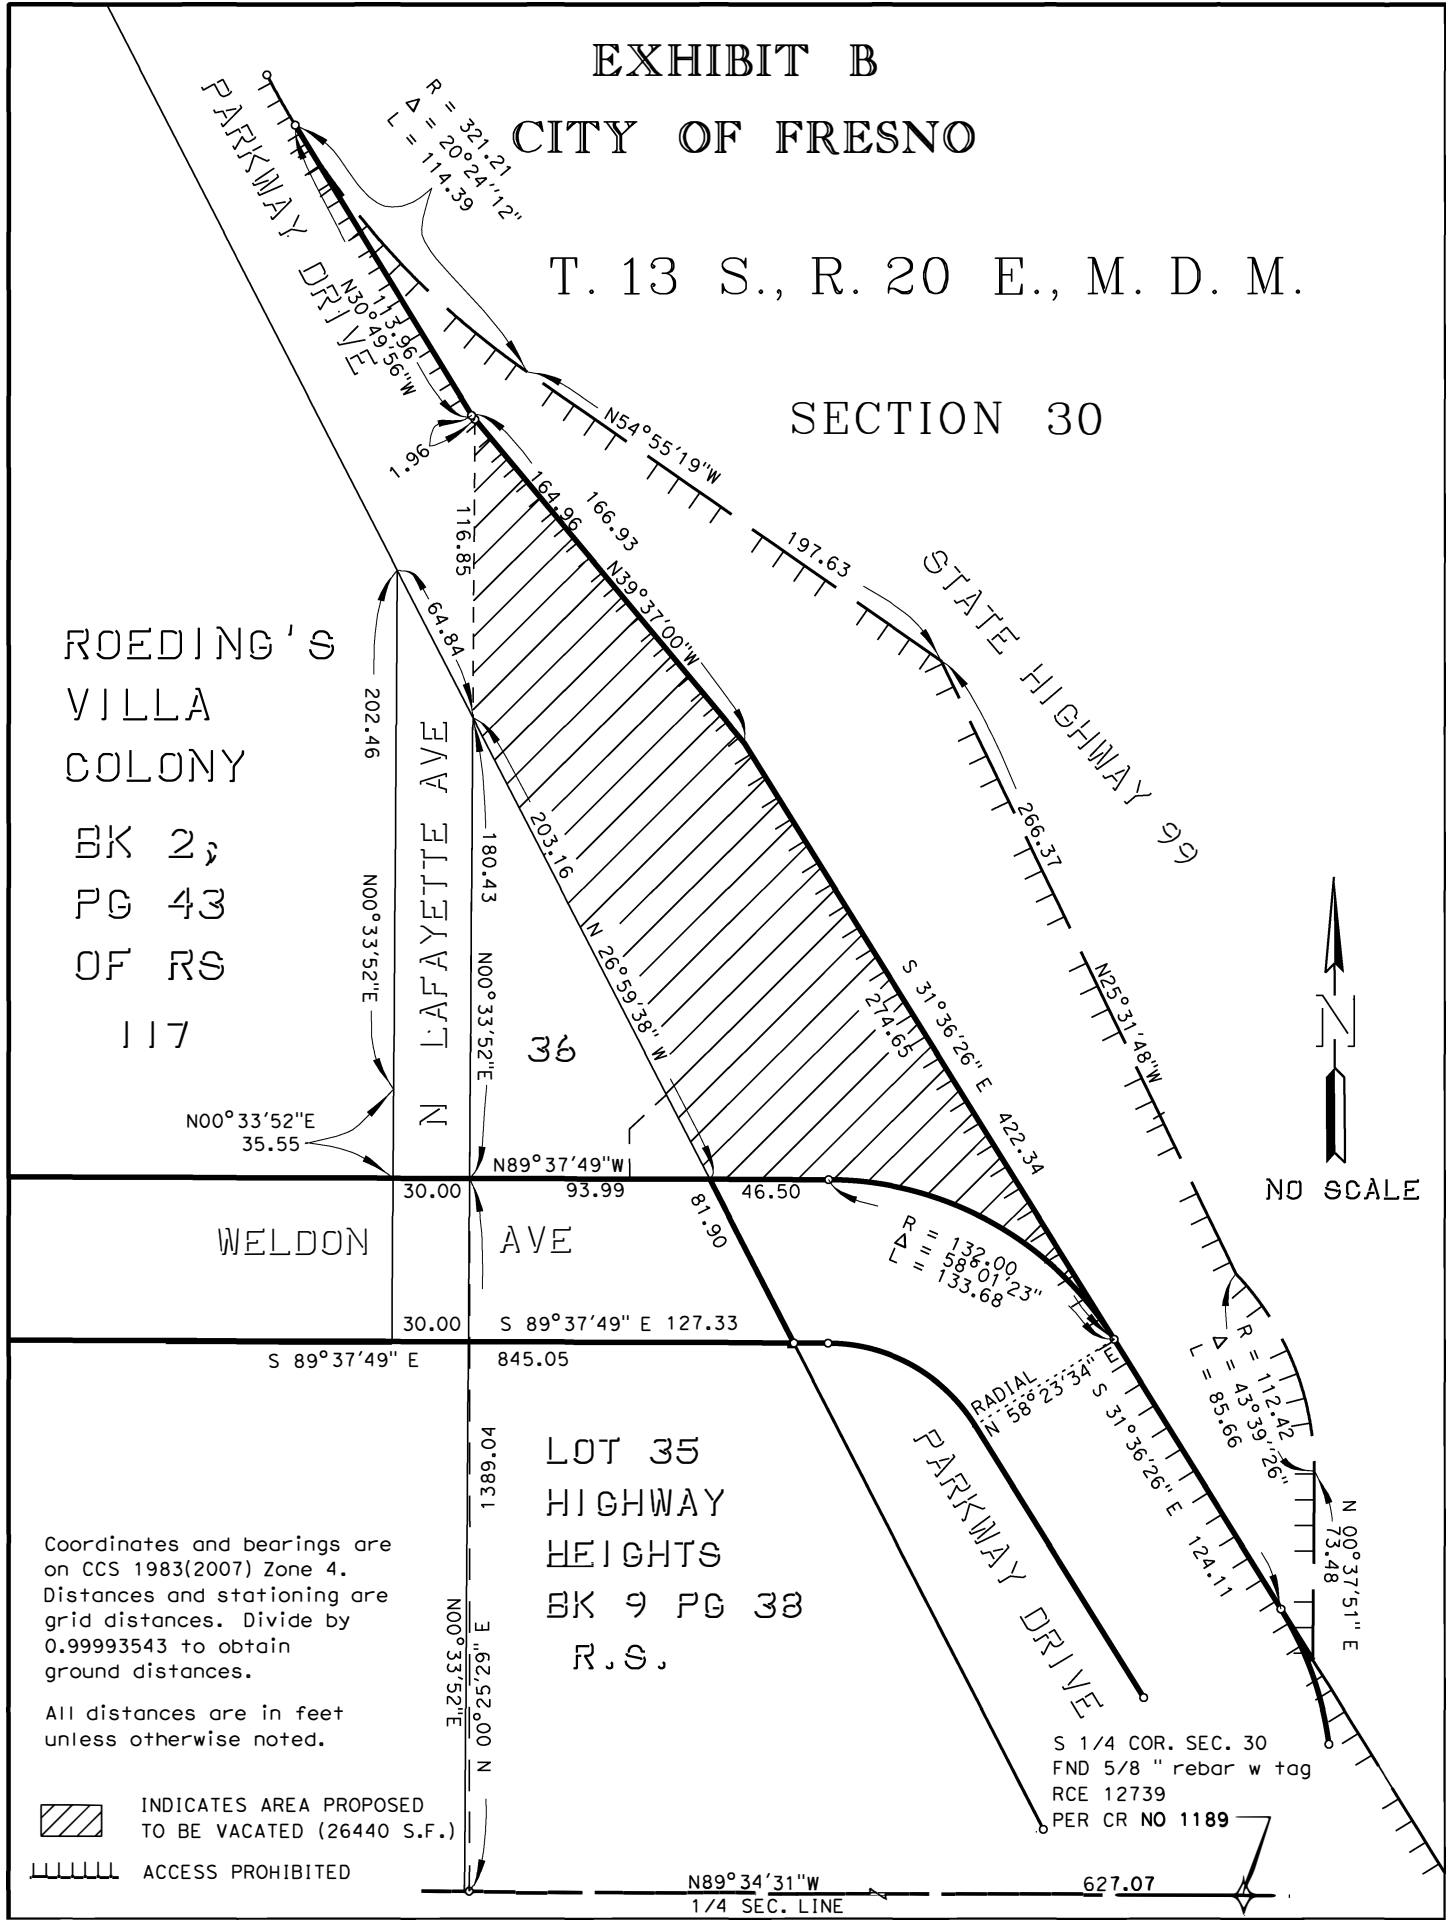 EXHIBIT B
CITY OF FRESNO
R = 321.21
Δ = 20°24''12"
L = 114.39
PARKWAY DRIVE
T. 13 S., R. 20 E., M. D. M.
113.96
N30°49'56"W
SECTION 30
N54°55'19"W
1.96
164.96
166.93
116.85
197.63
STATE HIGHWAY 99
N39°37'00"W
64.84
ROEDING'S
VILLA
COLONY
BK 2;
PG 43
OF RS
117
202.46
N LAFAYETTE AVE
180.43
203.16
266.37
N00°33'52"E
N00°33'52"E
N 26°59'38" W
36
S 31°36'26" E
274.65
422.34
N25°31'48"W
N
NO SCALE
N00°33'52"E
35.55
N89°37'49"W
30.00
93.99
46.50
81.90
WELDON AVE
R = 132.00
Δ = 58°01'23"
L = 133.68
30.00
S 89°37'49" E 127.33
S 89°37'49" E
845.05
RADIAL
N 58°23'34" E
R = 112.42
Δ = 43°39'26"
L = 85.66
S 31°36'26" E 124.11
N 00°37'51" E
73.48
1389.04
LOT 35
HIGHWAY
HEIGHTS
BK 9 PG 38
R.S.
PARKWAY DRIVE
Coordinates and bearings are
on CCS 1983(2007) Zone 4.
Distances and stationing are
grid distances. Divide by
0.99993543 to obtain
ground distances.
All distances are in feet
unless otherwise noted.
N00°33'52"E
N 00°25'29" E
S 1/4 COR. SEC. 30
FND 5/8 " rebar w tag
RCE 12739
PER CR NO 1189
INDICATES AREA PROPOSED
TO BE VACATED (26440 S.F.)
ACCESS PROHIBITED
N89°34'31"W
627.07
1/4 SEC. LINE